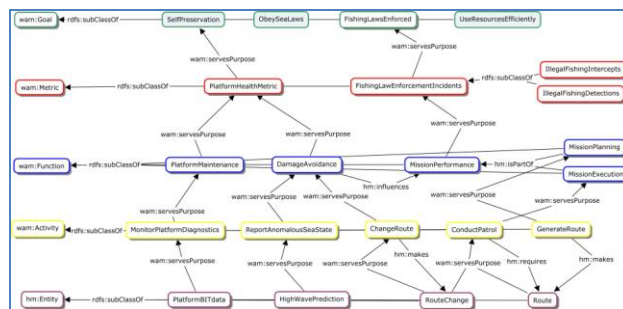 wam:Goal
rdfs:subClassOf
SelfPreservation
ObeySeaLaws
FishingLawsEnforced
UseResourcesEfficiently
wam:servesPurpose
wam:servesPurpose
IllegalFishingIntercepts
wam:Metric
rdfs:subClassOf
PlatformHealthMetric
FishingLawEnforcementIncidents
rdfs:subClassOf
IllegalFishingDetections
wam:servesPurpose
wam:servesPurpose
wam:servesPurpose
MissionPlanning
wam:Function
rdfs:subClassOf
PlatformMaintenance
DamageAvoidance
MissionPerformance
hm:IsPartOf
MissionExecution
hm:influences
wam:servesPurpose
wam:servesPurpose
wam:servesPurpose
wam:servesPurpose
wam:servesPurpose
wam:Activity
rdfs:subClassOf
MonitorPlatformDiagnostics
ReportAnomalousSeaState
ChangeRoute
ConductPatrol
GenerateRoute
wam:servesPurpose
wam:servesPurpose
wam:servesPurpose
hm:makes
wam:servesPurpose
hm:requires
hm:makes
hm:Entity
rdfs:subClassOf
PlatformBITdata
HighWavePrediction
RouteChange
Route